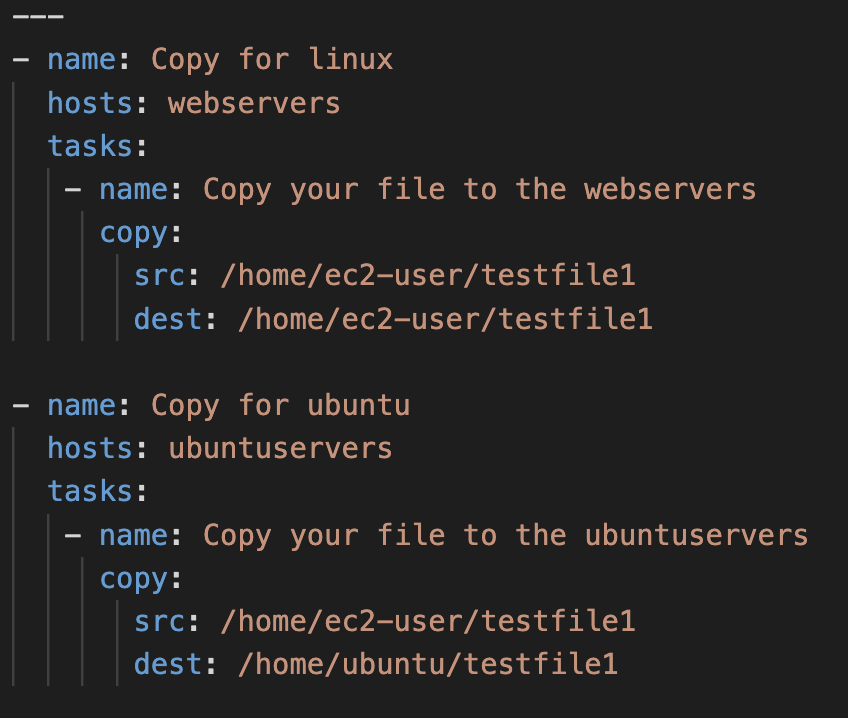 ---
- name: Copy for linux
  hosts: webservers
  tasks:
   - name: Copy your file to the webservers
     copy:
       src: /home/ec2-user/testfile1
       dest: /home/ec2-user/testfile1
- name: Copy for ubuntu
  hosts: ubuntuservers
  tasks:
   - name: Copy your file to the ubuntuservers
     copy:
       src: /home/ec2-user/testfile1
       dest: /home/ubuntu/testfile1